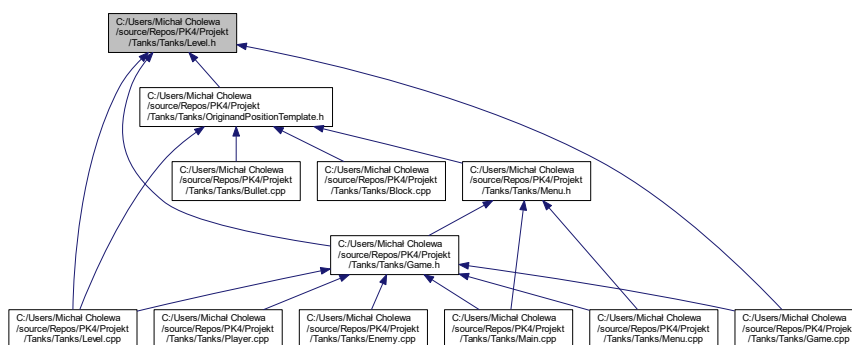 C:/Users/Michał Cholewa
/source/Repos/PK4/Projekt
/Tanks/Tanks/Level.h
C:/Users/Michał Cholewa
/source/Repos/PK4/Projekt
/Tanks/Tanks/OriginandPositionTemplate.h
C:/Users/Michał Cholewa
/source/Repos/PK4/Projekt
/Tanks/Tanks/Bullet.cpp
C:/Users/Michał Cholewa
/source/Repos/PK4/Projekt
/Tanks/Tanks/Block.cpp
C:/Users/Michał Cholewa
/source/Repos/PK4/Projekt
/Tanks/Tanks/Menu.h
C:/Users/Michał Cholewa
/source/Repos/PK4/Projekt
/Tanks/Tanks/Game.h
C:/Users/Michał Cholewa
/source/Repos/PK4/Projekt
/Tanks/Tanks/Level.cpp
C:/Users/Michał Cholewa
/source/Repos/PK4/Projekt
/Tanks/Tanks/Player.cpp
C:/Users/Michał Cholewa
/source/Repos/PK4/Projekt
/Tanks/Tanks/Enemy.cpp
C:/Users/Michał Cholewa
/source/Repos/PK4/Projekt
/Tanks/Tanks/Main.cpp
C:/Users/Michał Cholewa
/source/Repos/PK4/Projekt
/Tanks/Tanks/Menu.cpp
C:/Users/Michał Cholewa
/source/Repos/PK4/Projekt
/Tanks/Tanks/Game.cpp